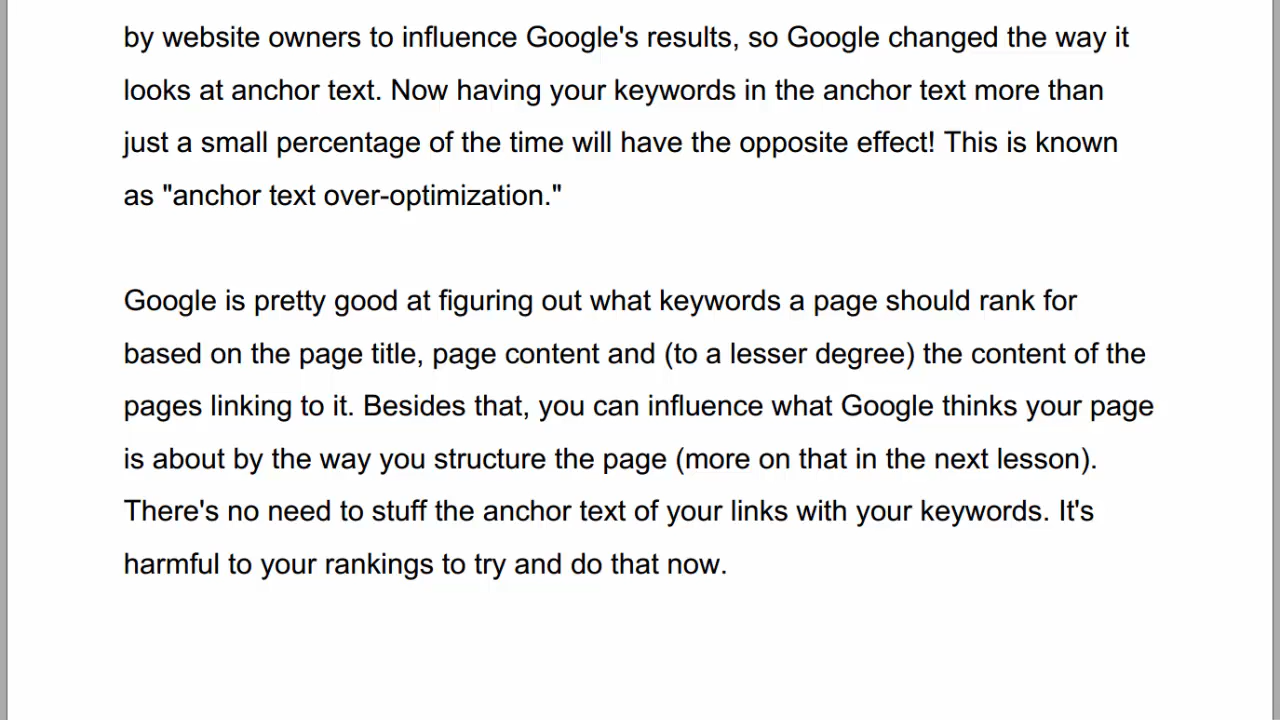 by website owners to influence Google's results, so Google changed the way it
looks at anchor text. Now having your keywords in the anchor text more than
just a small percentage of the time will have the opposite effect! This is known
as "anchor text over-optimization."
Google is pretty good at figuring out what keywords a page should rank for
based on the page title, page content and (to a lesser degree) the content of the
pages linking to it. Besides that, you can influence what Google thinks your page
is about by the way you structure the page (more on that in the next lesson).
There's no need to stuff the anchor text of your links with your keywords. It's
harmful to your rankings to try and do that now.